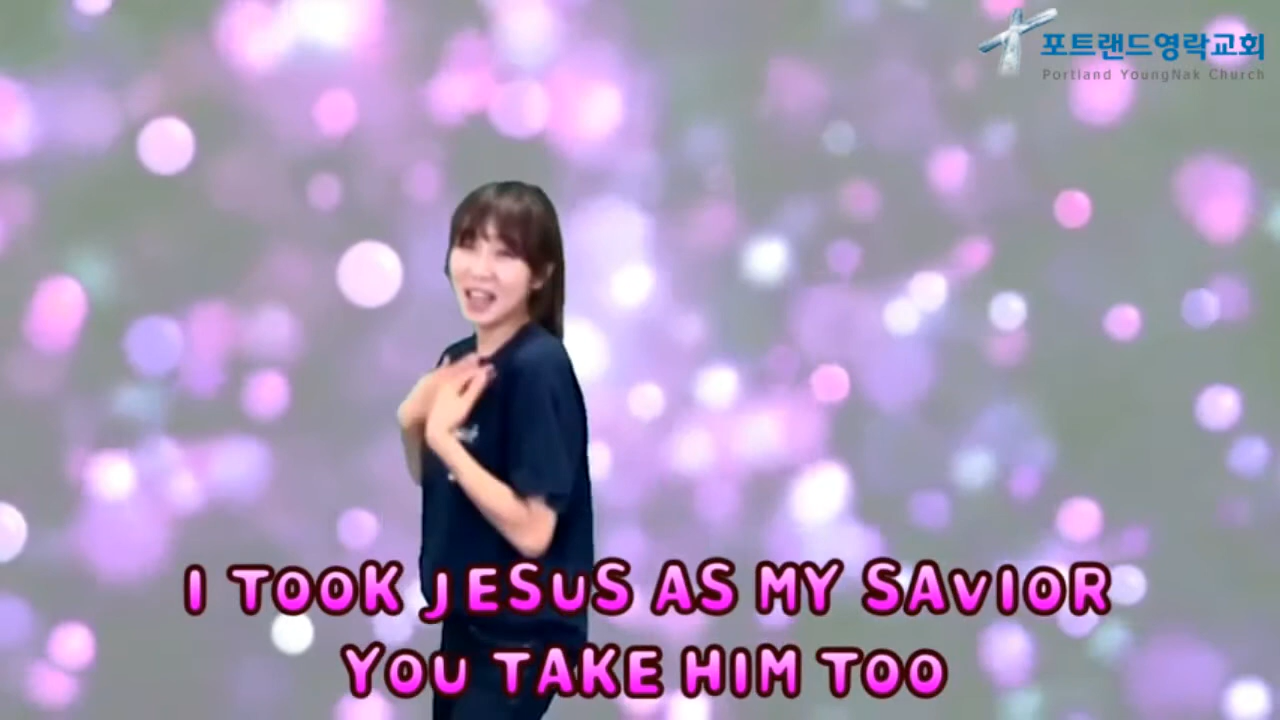 포트랜드영락교회
Portland YoungNak Church
I TOOK JESUS AS MY SAVIOR
YOU TAKE HIM TOO